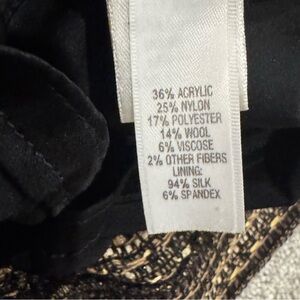 36% ACRYLIC
25% NYLON
17% POLYESTER
14% WOOL
6% VISCOSE
2% OTHER FIBERS
LINING:
94% SILK
6% SPANDEX